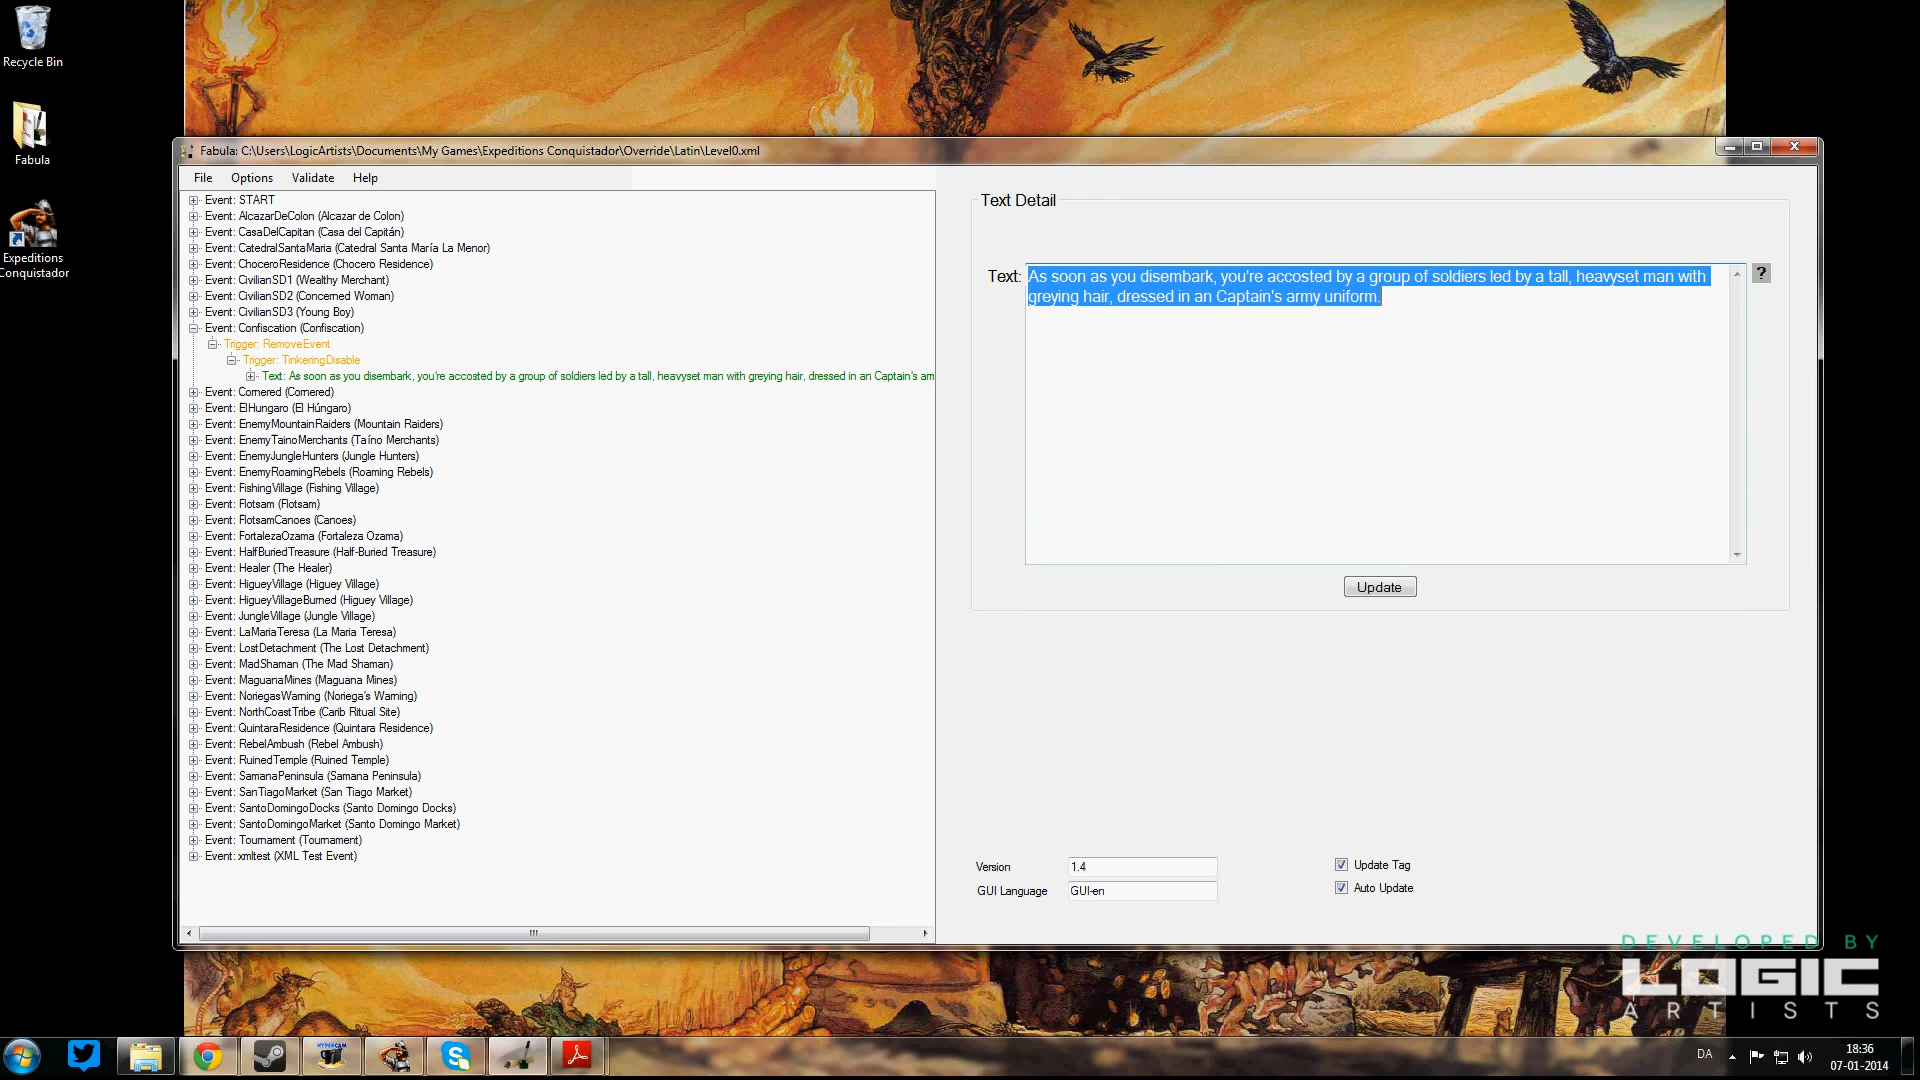 Recycle Bin
Fabula
Expeditions
Conquistador
Fabula: C:\Users\LogicArtists\Documents\My Games\Expeditions Conquistador\Override\Latin\Level0.xml
File Options Validate Help
Event: START
Event: AlcazarDeColon (Alcazar de Colon)
Event: CasaDelCapitan (Casa del Capitán)
Event: CatedralSantaMaria (Catedral Santa María La Menor)
Event: ChoceroResidence (Chocero Residence)
Event: CivilianSD1 (Wealthy Merchant)
Event: CivilianSD2 (Concerned Woman)
Event: CivilianSD3 (Young Boy)
Event: Confiscation (Confiscation)
Trigger: RemoveEvent
Trigger: TinkeringDisable
Text: As soon as you disembark, you're accosted by a group of soldiers led by a tall, heavyset man with greying hair, dressed in an Captain's am
Event: Cornered (Cornered)
Event: ElHungaro (El Húngaro)
Event: EnemyMountainRaiders (Mountain Raiders)
Event: EnemyTainoMerchants (Taíno Merchants)
Event: EnemyJungleHunters (Jungle Hunters)
Event: EnemyRoamingRebels (Roaming Rebels)
Event: FishingVillage (Fishing Village)
Event: Flotsam (Flotsam)
Event: FlotsamCanoes (Canoes)
Event: FortalezaOzama (Fortaleza Ozama)
Event: HalfBuriedTreasure (Half-Buried Treasure)
Event: Healer (The Healer)
Event: HigueyVillage (Higuey Village)
Event: HigueyVillageBurned (Higuey Village)
Event: JungleVillage (Jungle Village)
Event: LaMariaTeresa (La Maria Teresa)
Event: LostDetachment (The Lost Detachment)
Event: MadShaman (The Mad Shaman)
Event: MaguanaMines (Maguana Mines)
Event: NoriegasWarning (Noriega's Warning)
Event: NorthCoastTribe (Carib Ritual Site)
Event: QuintaraResidence (Quintara Residence)
Event: RebelAmbush (Rebel Ambush)
Event: RuinedTemple (Ruined Temple)
Event: SamanaPeninsula (Samana Peninsula)
Event: SanTiagoMarket (San Tiago Market)
Event: SantoDomingoDocks (Santo Domingo Docks)
Event: SantoDomingoMarket (Santo Domingo Market)
Event: Tournament (Tournament)
Event: xmltest (XML Test Event)
Text Detail
Text: As soon as you disembark, you're accosted by a group of soldiers led by a tall, heavyset man with
greying hair, dressed in an Captain's army uniform.
?
Update
Version 1.4
GUI Language GUI-en
Update Tag
Auto Update
DEVELOPED BY
LOGIC
ARTISTS
HYPERCAM
DA
18:36
07-01-2014